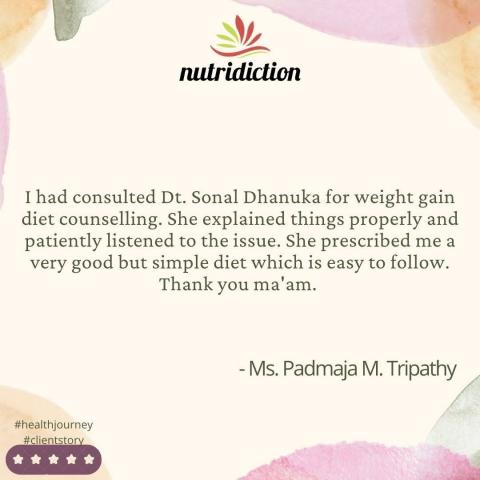 nutridiction
I had consulted Dt. Sonal Dhanuka for weight gain
diet counselling. She explained things properly and
patiently listened to the issue. She prescribed me a
very good but simple diet which is easy to follow.
Thank you ma'am.
- Ms. Padmaja M. Tripathy
#healthjourney
#clientstory